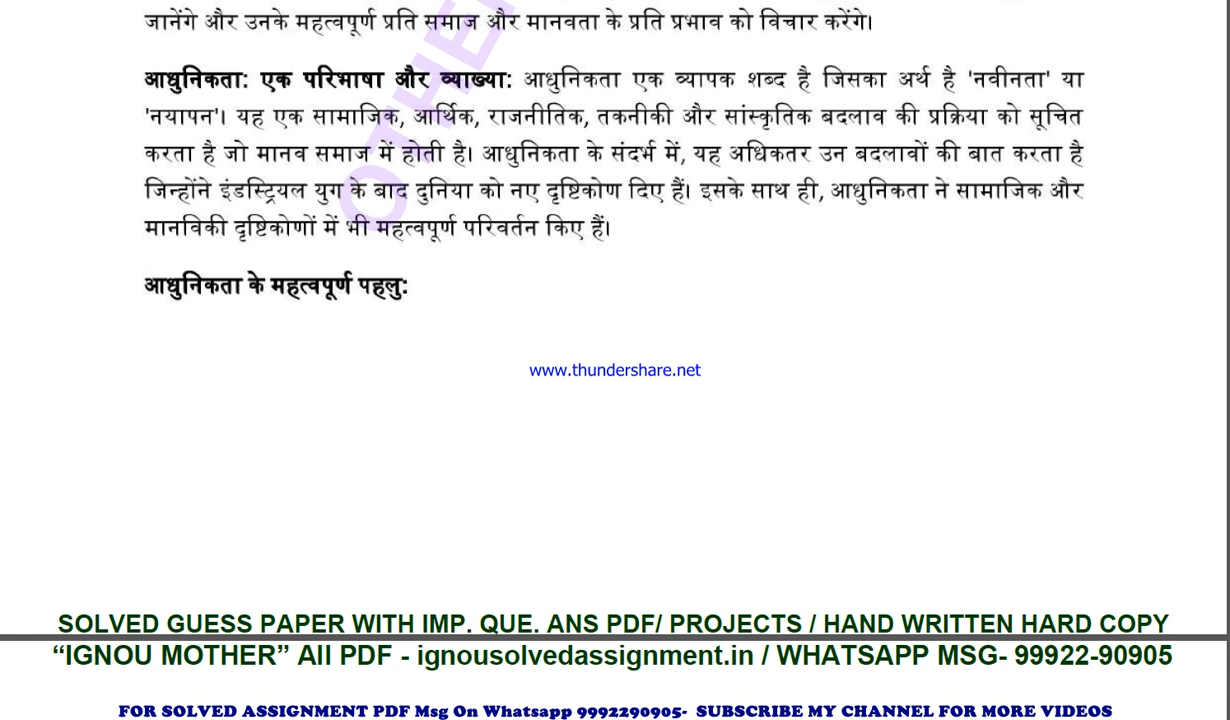 जानेंगे और उनके महत्वपूर्ण प्रति समाज और मानवता के प्रति प्रभाव को विचार करेंगे।
आधुनिकता: एक परिभाषा और व्याख्या: आधुनिकता एक व्यापक शब्द है जिसका अर्थ है 'नवीनता' या
'नयापन'। यह एक सामाजिक, आर्थिक, राजनीतिक, तकनीकी और सांस्कृतिक बदलाव की प्रक्रिया को सूचित
करता है जो मानव समाज में होती है। आधुनिकता के संदर्भ में, यह अधिकतर उन बदलावों की बात करता है
जिन्होंने इंडस्ट्रियल युग के बाद दुनिया को नए दृष्टिकोण दिए हैं। इसके साथ ही, आधुनिकता ने सामाजिक और
मानविकी दृष्टिकोणों में भी महत्वपूर्ण परिवर्तन किए हैं।
आधुनिकता के महत्वपूर्ण पहलु:
www.thundershare.net
SOLVED GUESS PAPER WITH IMP. QUE. ANS PDF/ PROJECTS / HAND WRITTEN HARD COPY
“IGNOU MOTHER” All PDF - ignousolvedassignment.in / WHATSAPP MSG- 99922-90905
FOR SOLVED ASSIGNMENT PDF Msg On Whatsapp 9992290905- SUBSCRIBE MY CHANNEL FOR MORE VIDEOS